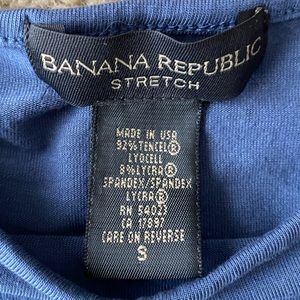 BANANA REPUBLIC
STRETCH
MADE IN USA
92% TENCEL®
LYOCELL
8% LYCRA®
SPANDEX/SPANDEX
LYCRA®
RN 54023
CA 17897
CARE ON REVERSE
S